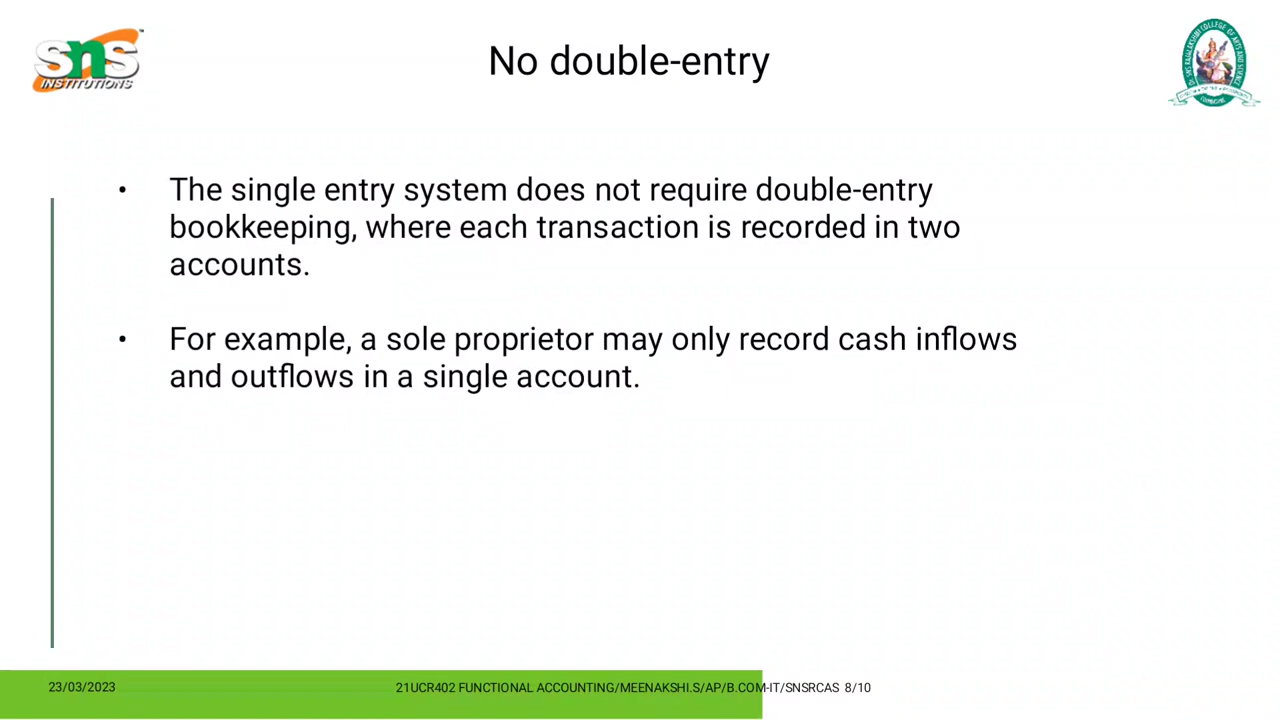 sns
INSTITUTIONS
No double-entry
• The single entry system does not require double-entry
bookkeeping, where each transaction is recorded in two
accounts.
• For example, a sole proprietor may only record cash inflows
and outflows in a single account.
23/03/2023
21UCR402 FUNCTIONAL ACCOUNTING/MEENAKSHI.S/AP/B.COM-IT/SNSRCAS 8/10